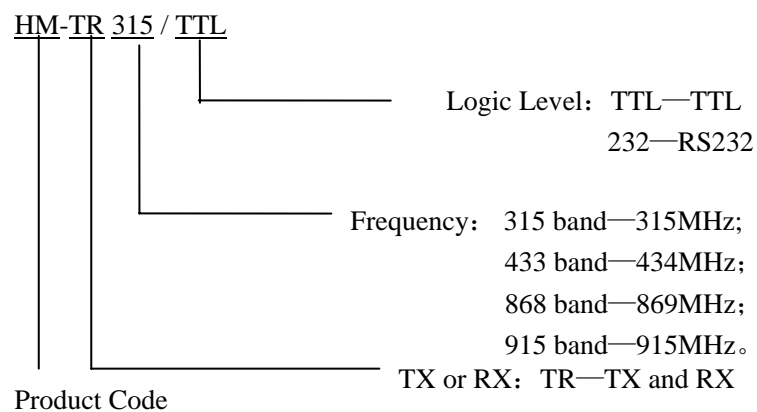 HM-TR 315 / TTL
Logic Level：TTL—TTL
232—RS232
Frequency：315 band—315MHz;
433 band—434MHz；
868 band—869MHz；
915 band—915MHz。
TX or RX：TR—TX and RX
Product Code